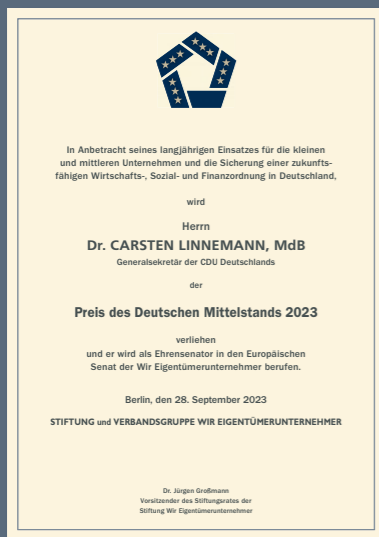 In Anbetracht seines langjährigen Einsatzes für die kleinen
und mittleren Unternehmen und die Sicherung einer zukunfts-
fähigen Wirtschafts-, Sozial- und Finanzordnung in Deutschland,
wird
Herrn
Dr. CARSTEN LINNEMANN, MdB
Generalsekretär der CDU Deutschlands
der
Preis des Deutschen Mittelstands 2023
verliehen
und er wird als Ehrensenator in den Europäischen
Senat der Wir Eigentümerunternehmer berufen.
Berlin, den 28. September 2023
STIFTUNG und VERBANDSGRUPPE WIR EIGENTÜMERUNTERNEHMER
Dr. Jürgen Großmann
Vorsitzender des Stiftungsrates der
Stiftung Wir Eigentümerunternehmer